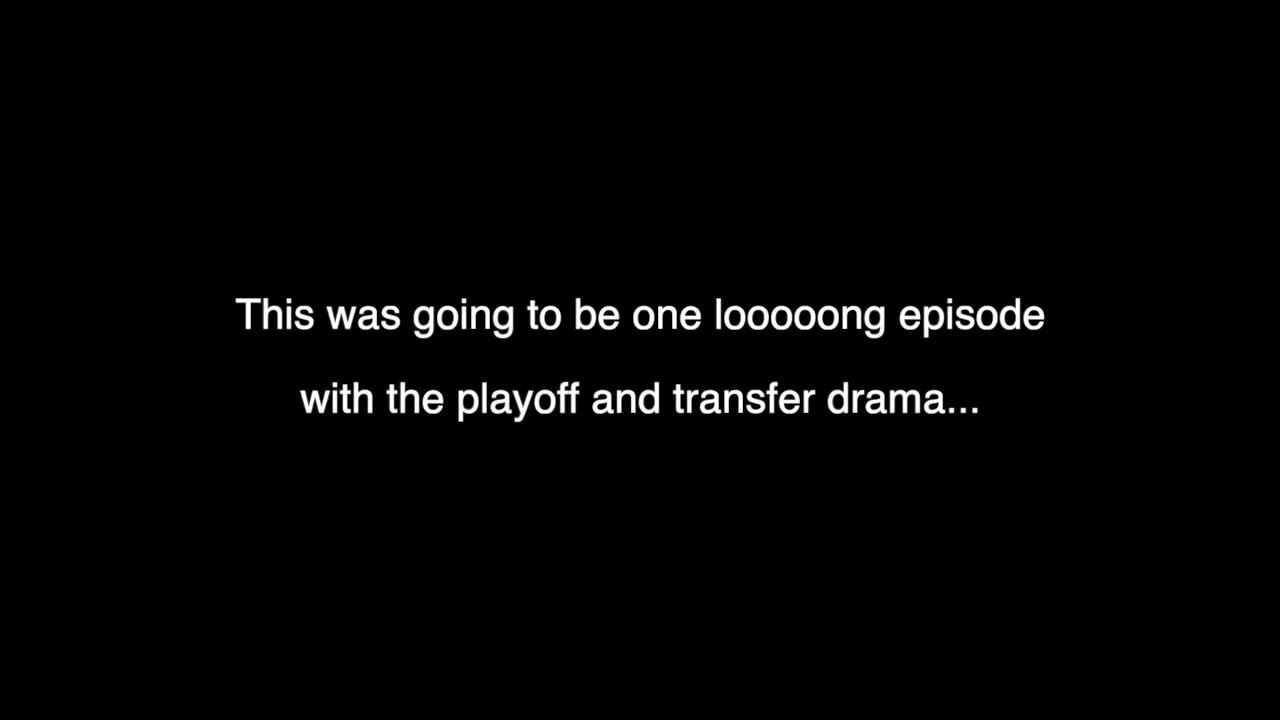 This was going to be one looooong episode
with the playoff and transfer drama...